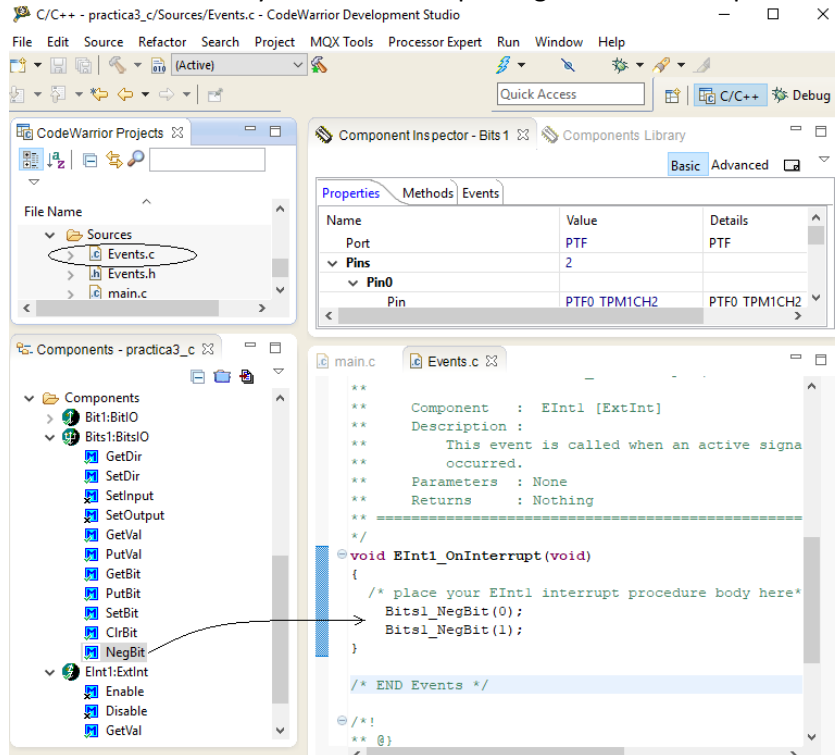 C/C++ - practica3_c/Sources/Events.c - CodeWarrior Development Studio
File Edit Source Refactor Search Project MQX Tools Processor Expert Run Window Help
(Active)
Quick Access
C/C++
Debug
CodeWarrior Projects
File Name
Sources
Events.c
Events.h
main.c
Component Inspector - Bits1
Components Library
Basic Advanced
Properties Methods Events
Name Value Details
Port PTF PTF
Pins 2
Pin0
Pin PTF0_TPM1CH2 PTF0_TPM1CH2
Components - practica3_c
Components
Bit1:BitIO
Bits1:BitsIO
GetDir
SetDir
SetInput
SetOutput
GetVal
PutVal
GetBit
PutBit
SetBit
ClrBit
NegBit
EInt1:ExtInt
Enable
Disable
GetVal
main.c
Events.c
**
** Component : EInt1 [ExtInt]
** Description :
** This event is called when an active signa
** occurred.
** Parameters : None
** Returns : Nothing
** ===================================================
*/
void EInt1_OnInterrupt(void)
{
/* place your EInt1 interrupt procedure body here*
Bits1_NegBit(0);
Bits1_NegBit(1);
}
/* END Events */
/*!
** @}